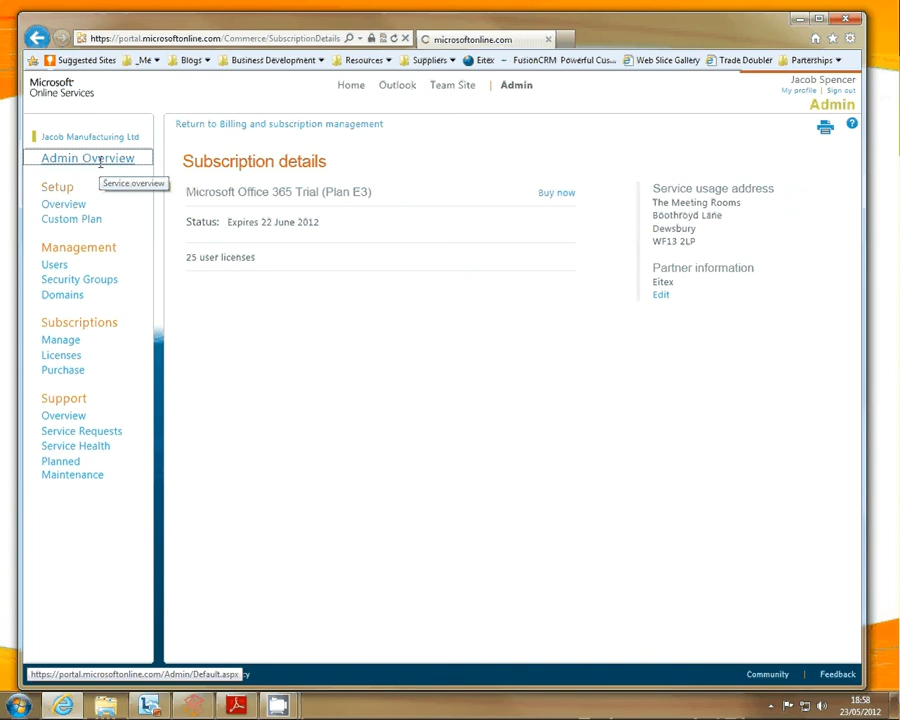 https://portal.microsoftonline.com/Commerce/SubscriptionDetails
microsoftonline.com
Suggested Sites
_Me
Blogs
Business Development
Resources
Suppliers
Eitex
FusionCRM Powerful Cus...
Web Slice Gallery
Trade Doubler
Parterships
Microsoft
Online Services
Home
Outlook
Team Site
Admin
Jacob Spencer
My profile | Sign out
Admin
Jacob Manufacturing Ltd
Admin Overview
Service overview
Setup
Overview
Custom Plan
Management
Users
Security Groups
Domains
Subscriptions
Manage
Licenses
Purchase
Support
Overview
Service Requests
Service Health
Planned
Maintenance
Return to Billing and subscription management
Subscription details
Microsoft Office 365 Trial (Plan E3)
Buy now
Status: Expires 22 June 2012
25 user licenses
Service usage address
The Meeting Rooms
Boothroyd Lane
Dewsbury
WF13 2LP
Partner information
Eitex
Edit
https://portal.microsoftonline.com/Admin/Default.aspx
Community | Feedback
18:58
23/05/2012